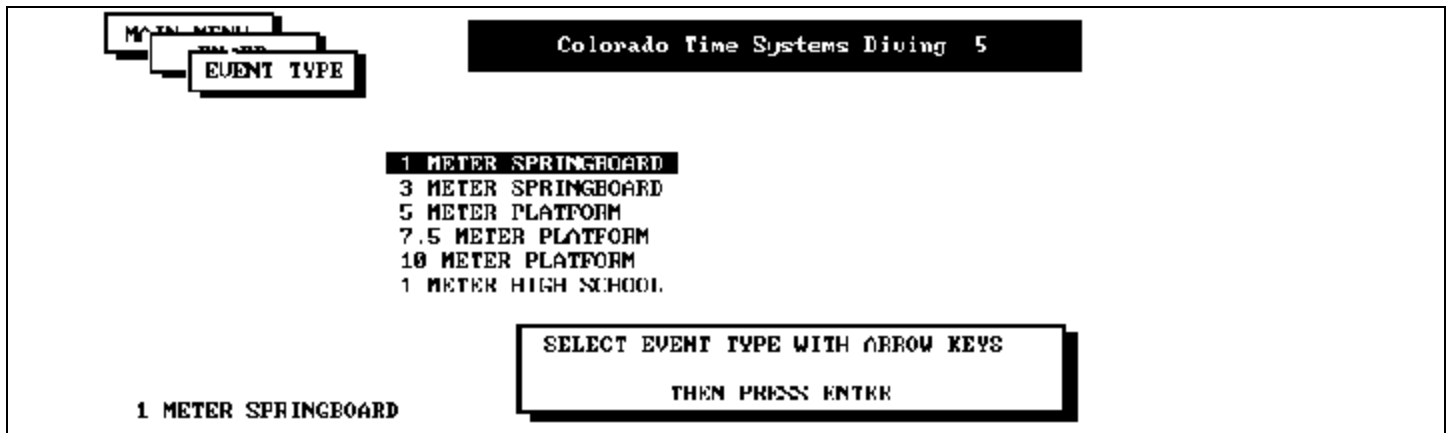 MAIN MENU
EVENT TYPE
Colorado Time Systems Diving 5
1 METER SPRINGBOARD
3 METER SPRINGBOARD
5 METER PLATFORM
7.5 METER PLATFORM
10 METER PLATFORM
1 METER HIGH SCHOOL
SELECT EVENT TYPE WITH ARROW KEYS
THEN PRESS ENTER
1 METER SPRINGBOARD